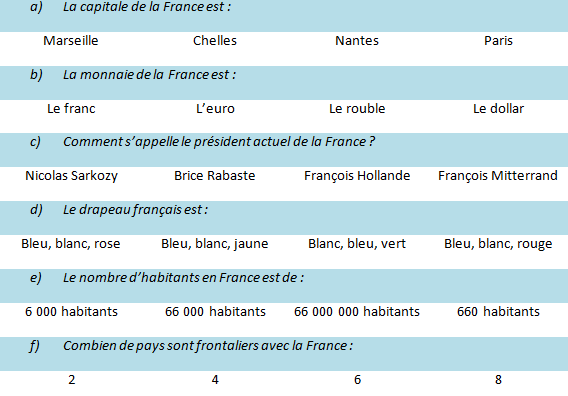 a) La capitale de la France est :
Marseille Chelles Nantes Paris
b) La monnaie de la France est :
Le franc L'euro Le rouble Le dollar
c) Comment s'appelle le président actuel de la France ?
Nicolas Sarkozy Brice Rabaste François Hollande François Mitterrand
d) Le drapeau français est :
Bleu, blanc, rose Bleu, blanc, jaune Blanc, bleu, vert Bleu, blanc, rouge
e) Le nombre d'habitants en France est de :
6 000 habitants 66 000 habitants 66 000 000 habitants 660 habitants
f) Combien de pays sont frontaliers avec la France :
2 4 6 8